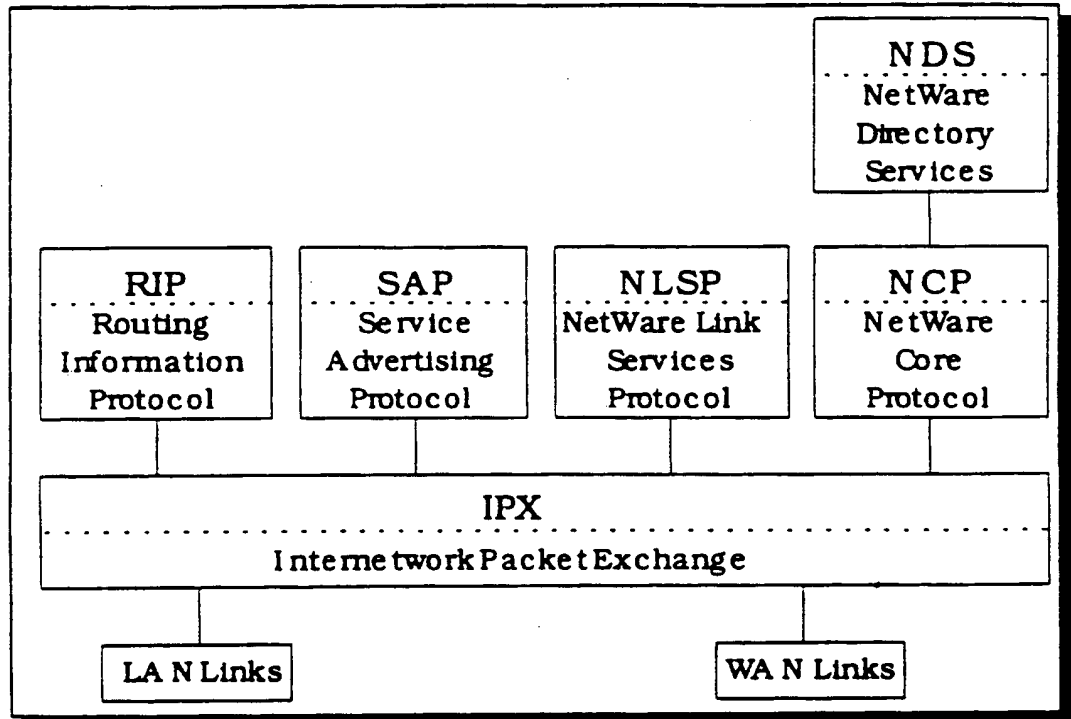 NDS
NetWare
Directory
Services
RIP
Routing
Information
Protocol
SAP
Service
Advertising
Protocol
NLSP
NetWare Link
Services
Protocol
NCP
NetWare
Core
Protocol
IPX
Internetwork Packet Exchange
LAN Links
WAN Links